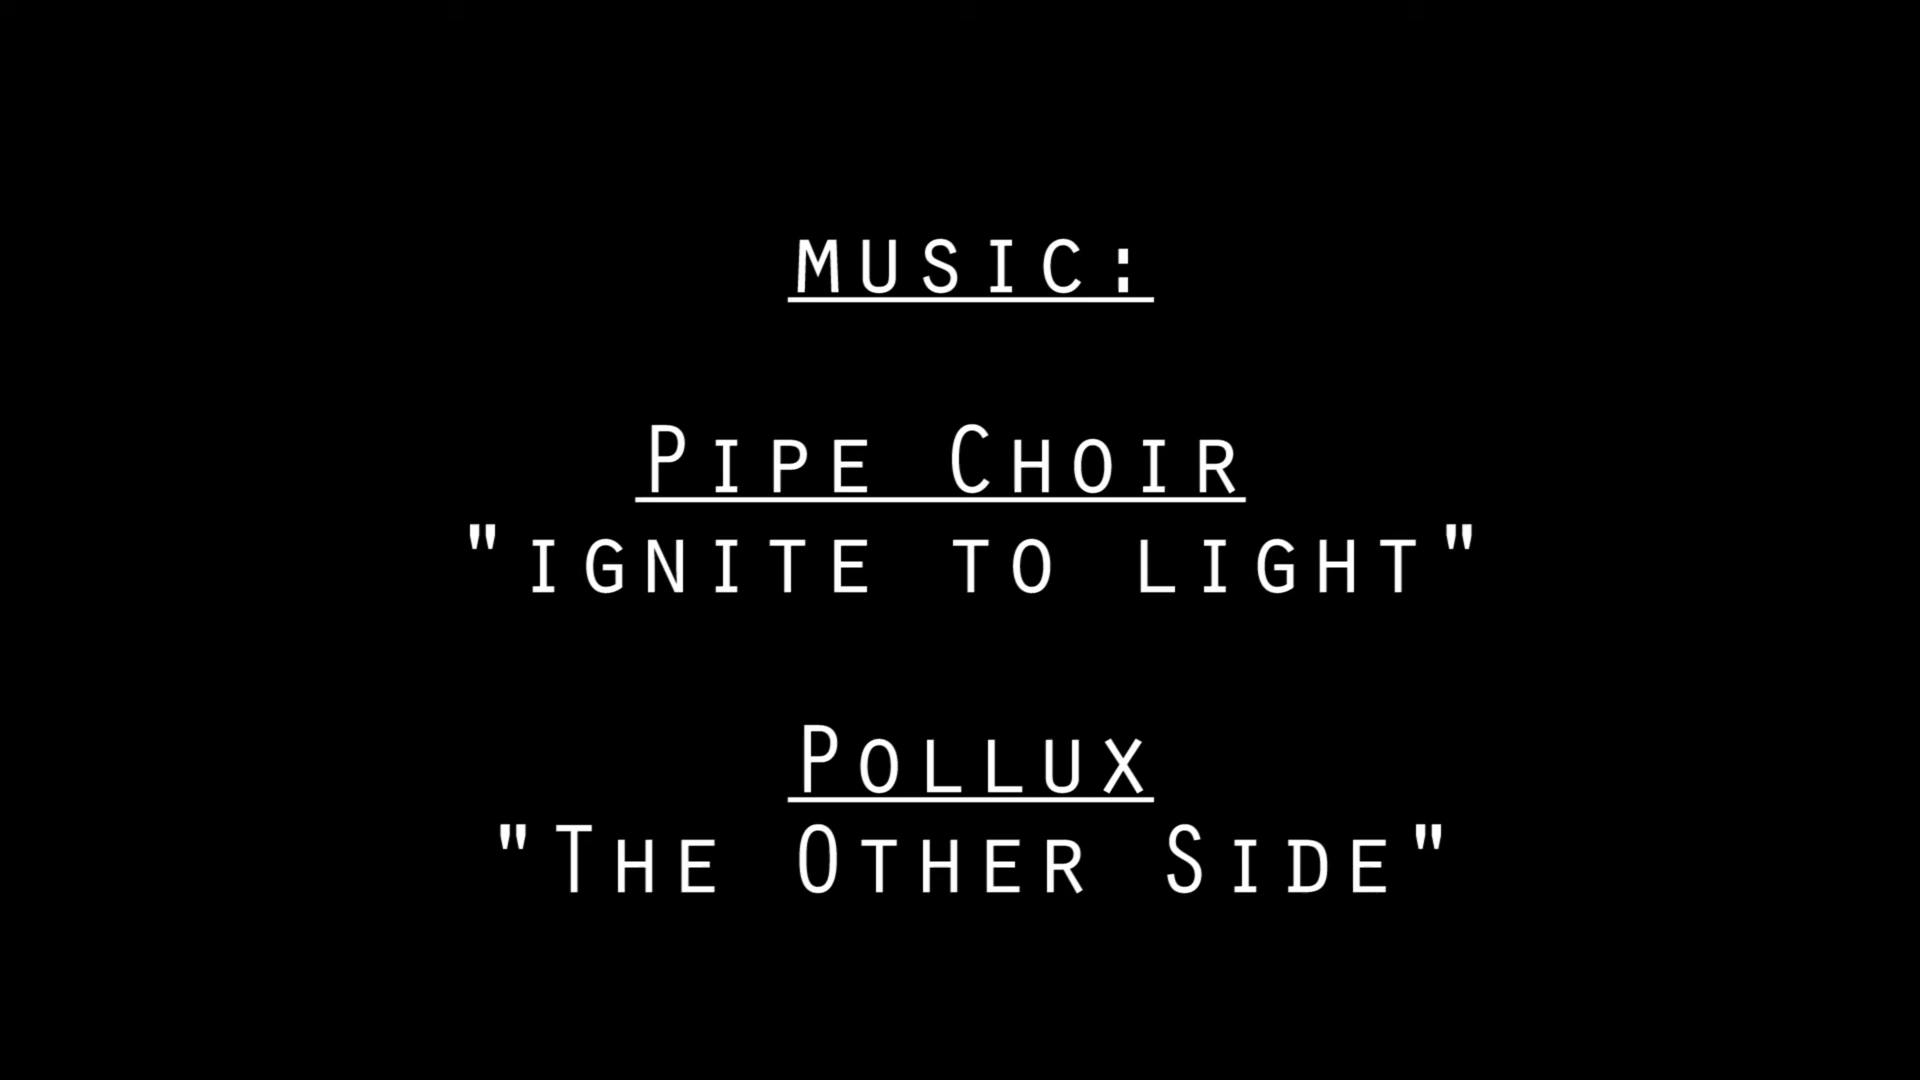 music:
Pipe Choir
"ignite to light"
Pollux
"The Other Side"